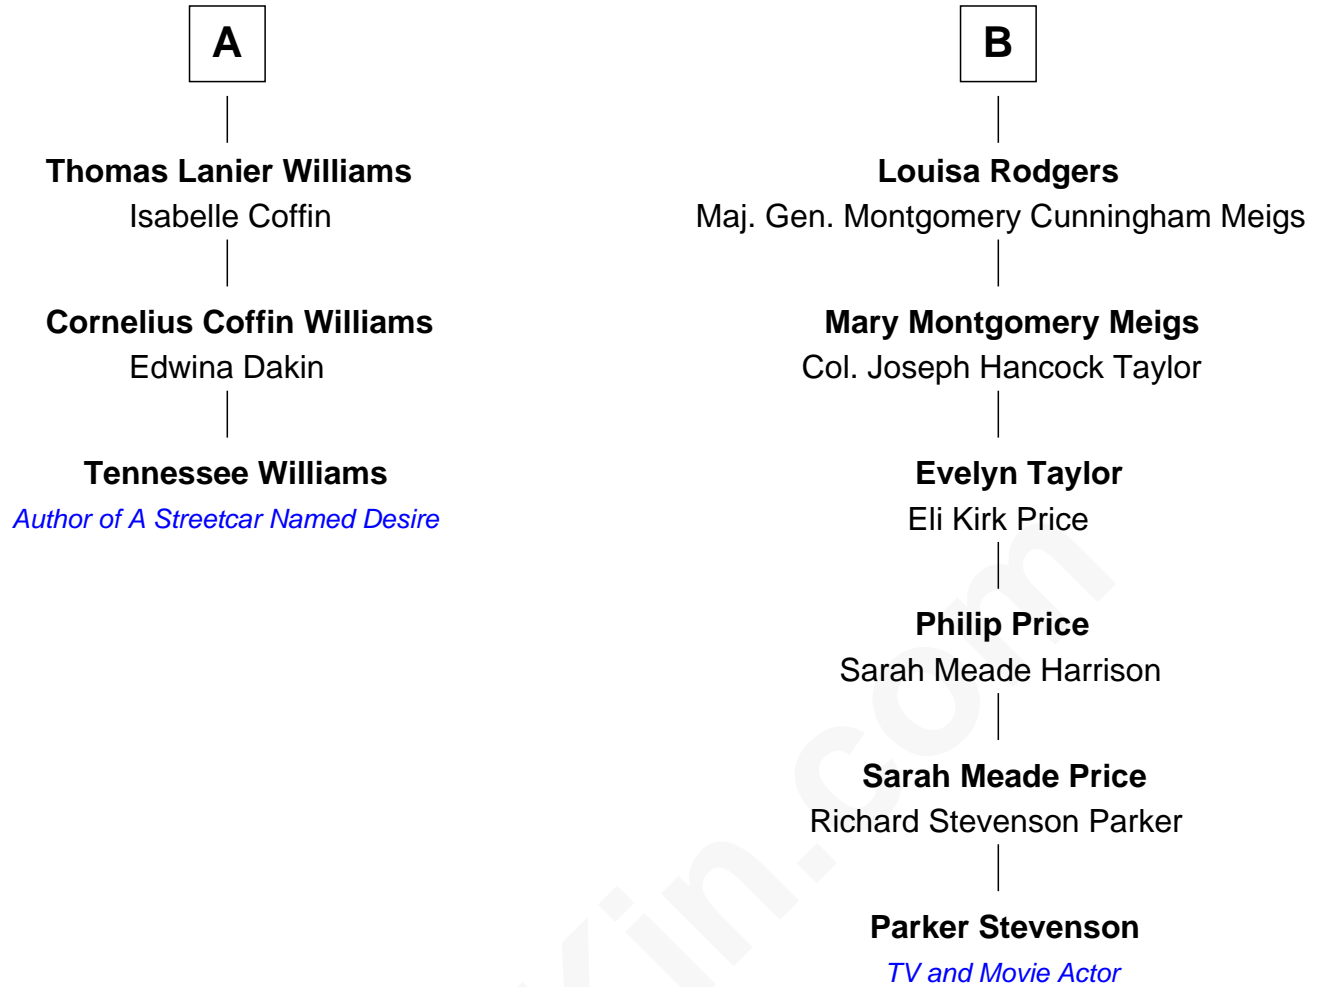 A
Thomas Lanier Williams
Isabelle Coffin
Cornelius Coffin Williams
Edwina Dakin
Tennessee Williams
Author of A Streetcar Named Desire
B
Louisa Rodgers
Maj. Gen. Montgomery Cunningham Meigs
Mary Montgomery Meigs
Col. Joseph Hancock Taylor
Evelyn Taylor
Eli Kirk Price
Philip Price
Sarah Meade Harrison
Sarah Meade Price
Richard Stevenson Parker
Parker Stevenson
TV and Movie Actor
Kin.com